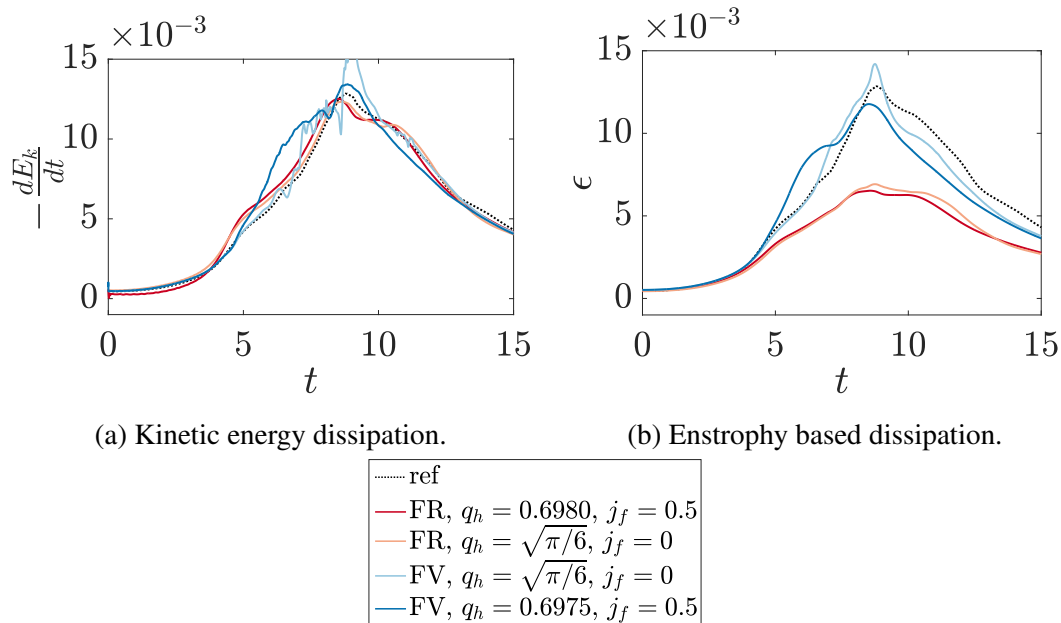 ×10⁻³
15
10
5
0
−dE_k/dt
0 5 10 15
t
(a) Kinetic energy dissipation.
×10⁻³
15
10
5
0
ϵ
0 5 10 15
t
(b) Enstrophy based dissipation.
ref
FR, q_h = 0.6980, j_f = 0.5
FR, q_h = √(π/6), j_f = 0
FV, q_h = √(π/6), j_f = 0
FV, q_h = 0.6975, j_f = 0.5